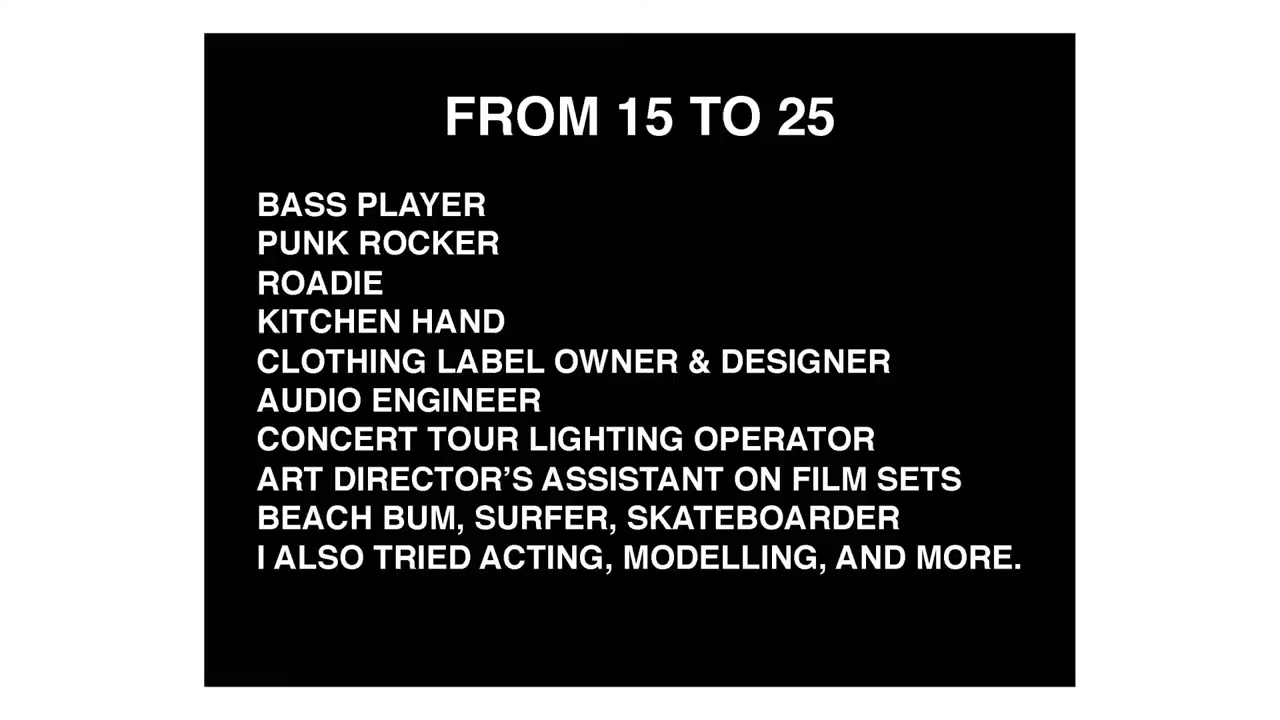 FROM 15 TO 25
BASS PLAYER
PUNK ROCKER
ROADIE
KITCHEN HAND
CLOTHING LABEL OWNER & DESIGNER
AUDIO ENGINEER
CONCERT TOUR LIGHTING OPERATOR
ART DIRECTOR’S ASSISTANT ON FILM SETS
BEACH BUM, SURFER, SKATEBOARDER
I ALSO TRIED ACTING, MODELLING, AND MORE.